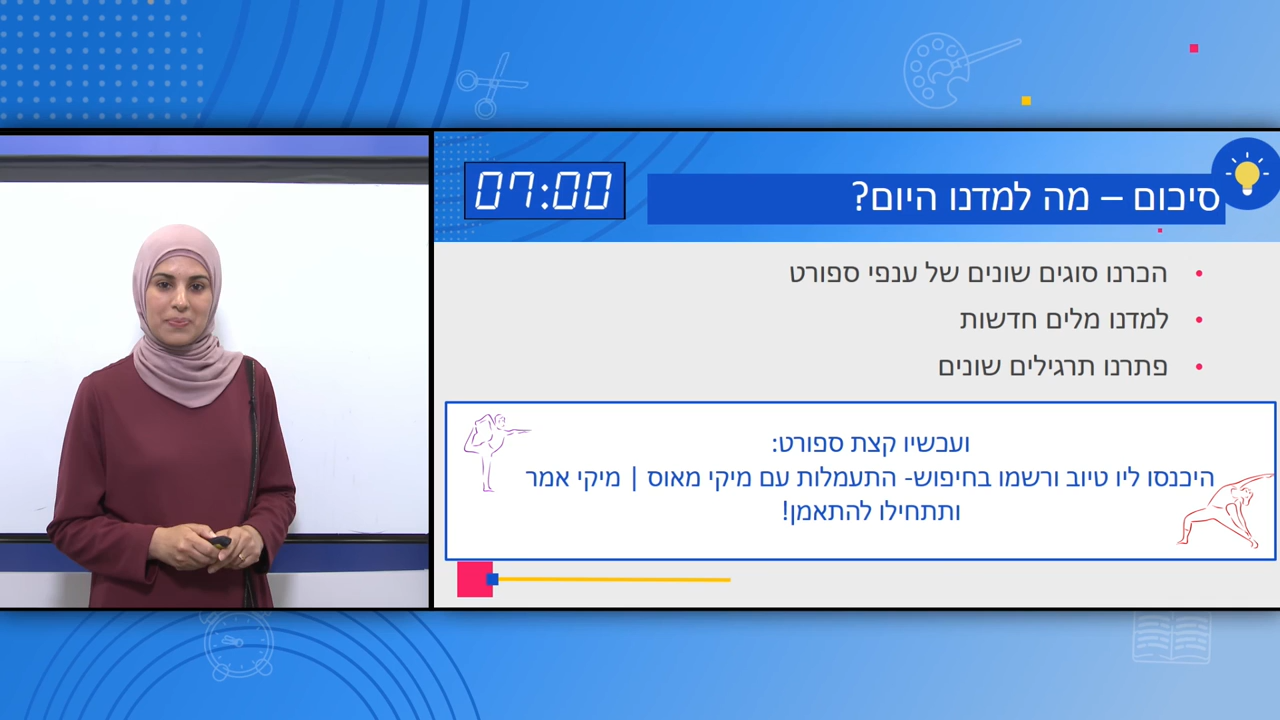 סיכום – מה למדנו היום?
07:00
הכרנו סוגים שונים של ענפי ספורט
למדנו מלים חדשות
פתרנו תרגילים שונים
ועכשיו קצת ספורט:
היכנסו ליו טיוב ורשמו בחיפוש- התעמלות עם מיקי מאוס | מיקי אמר
ותתחילו להתאמן!